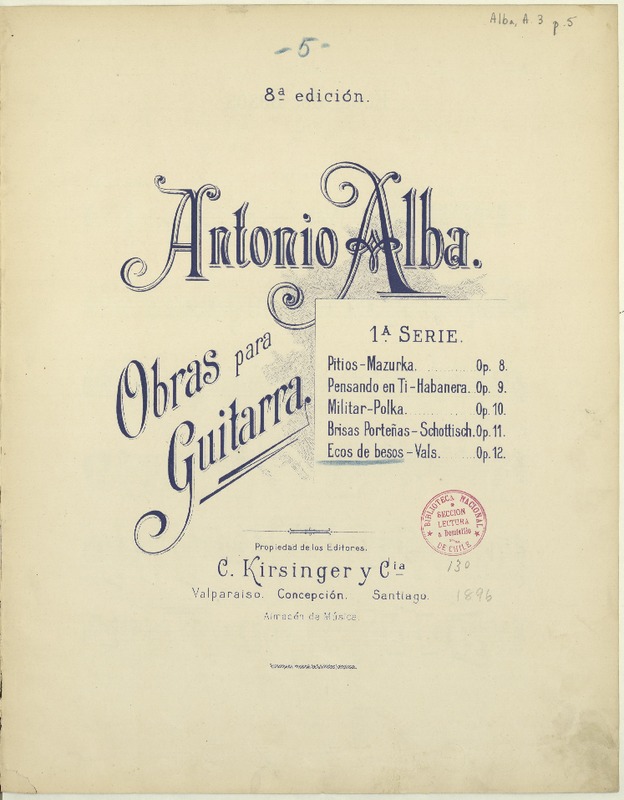 Alba, A. 3 p. 5
- 5 -
8ª edición.
Antonio Alba.
Obras para
Guitarra.
1ª SERIE.
Pitios-Mazurka. .......... Op. 8.
Pensando en Ti-Habanera. .Op. 9.
Militar-Polka. .......... Op. 10.
Brisas Porteñas-Schottisch. Op. 11.
Ecos de besos-Vals. ..... Op. 12.
BIBLIOTECA NACIONAL
SECCION
LECTURA
a Domicilio
DE CHILE
130
Propiedad de los Editores.
C. Kirsinger y Cia
Valparaiso. Concepción. Santiago.
1896
Almacén de Música